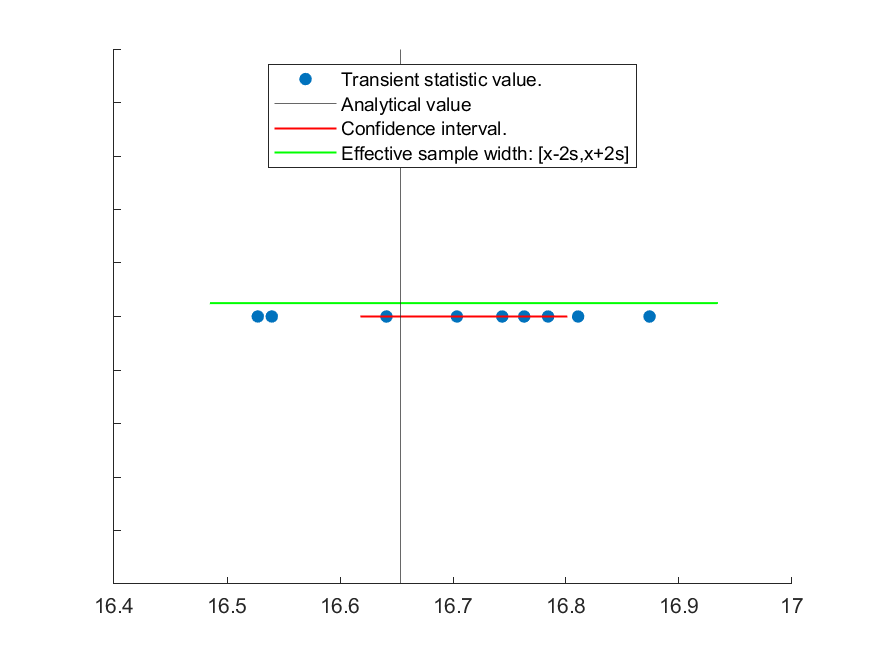 Transient statistic value.
Analytical value
Confidence interval.
Effective sample width: [x-2s,x+2s]
16.4 16.5 16.6 16.7 16.8 16.9 17